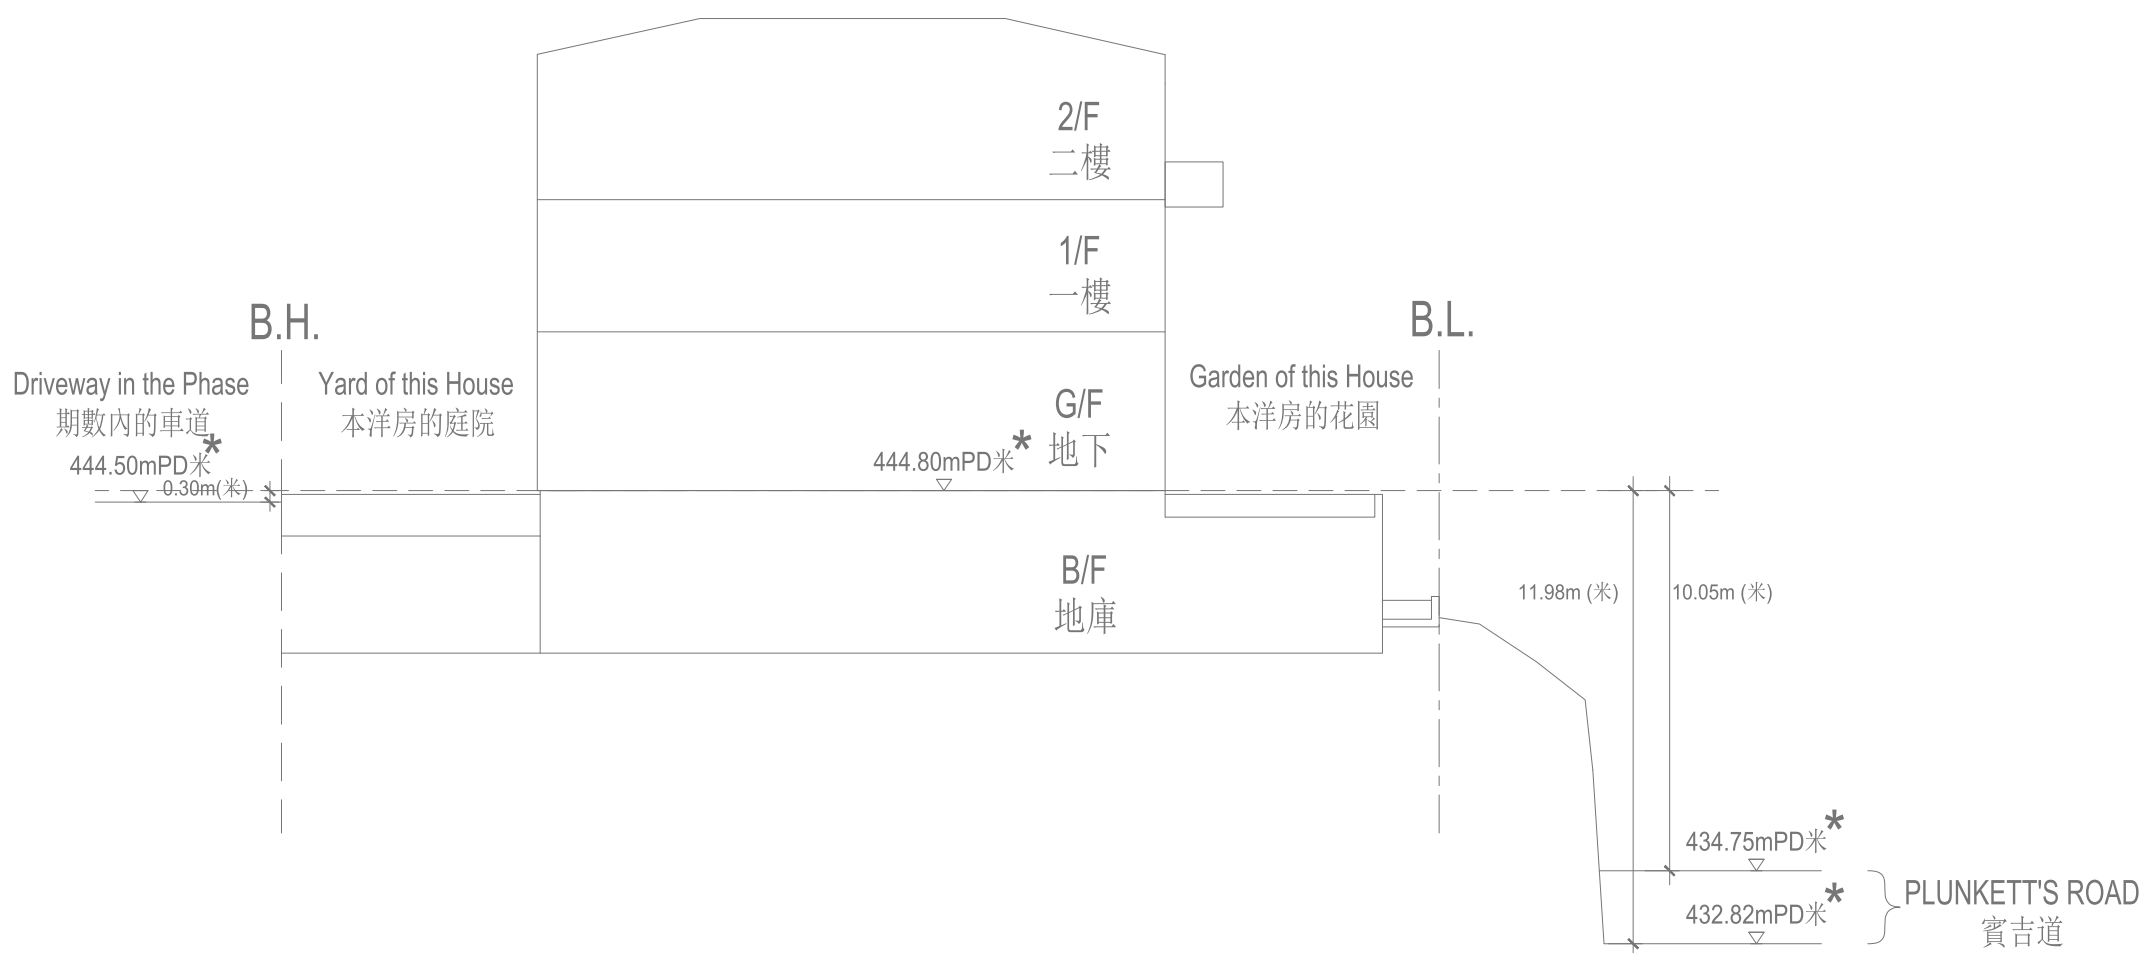 2/F
二樓
1/F
一樓
B.H.
B.L.
Driveway in the Phase
期數內的車道
Yard of this House
本洋房的庭院
G/F
地下
Garden of this House
本洋房的花園
444.50mPD米*
0.30m(米)
444.80mPD米*
B/F
地庫
11.98m (米)
10.05m (米)
434.75mPD米*
432.82mPD米*
PLUNKETT'S ROAD
賓吉道